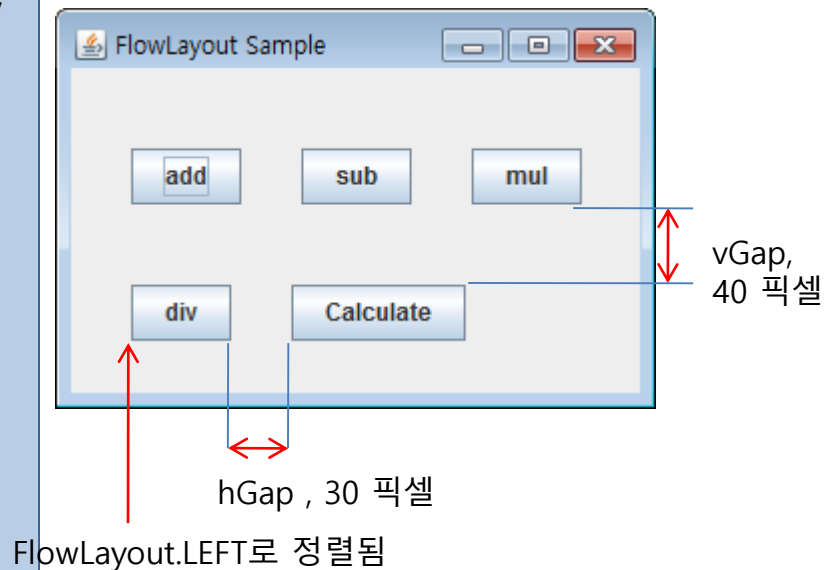 FlowLayout Sample
add sub mul
vGap,
40 픽셀
div Calculate
hGap , 30 픽셀
FlowLayout.LEFT로 정렬됨